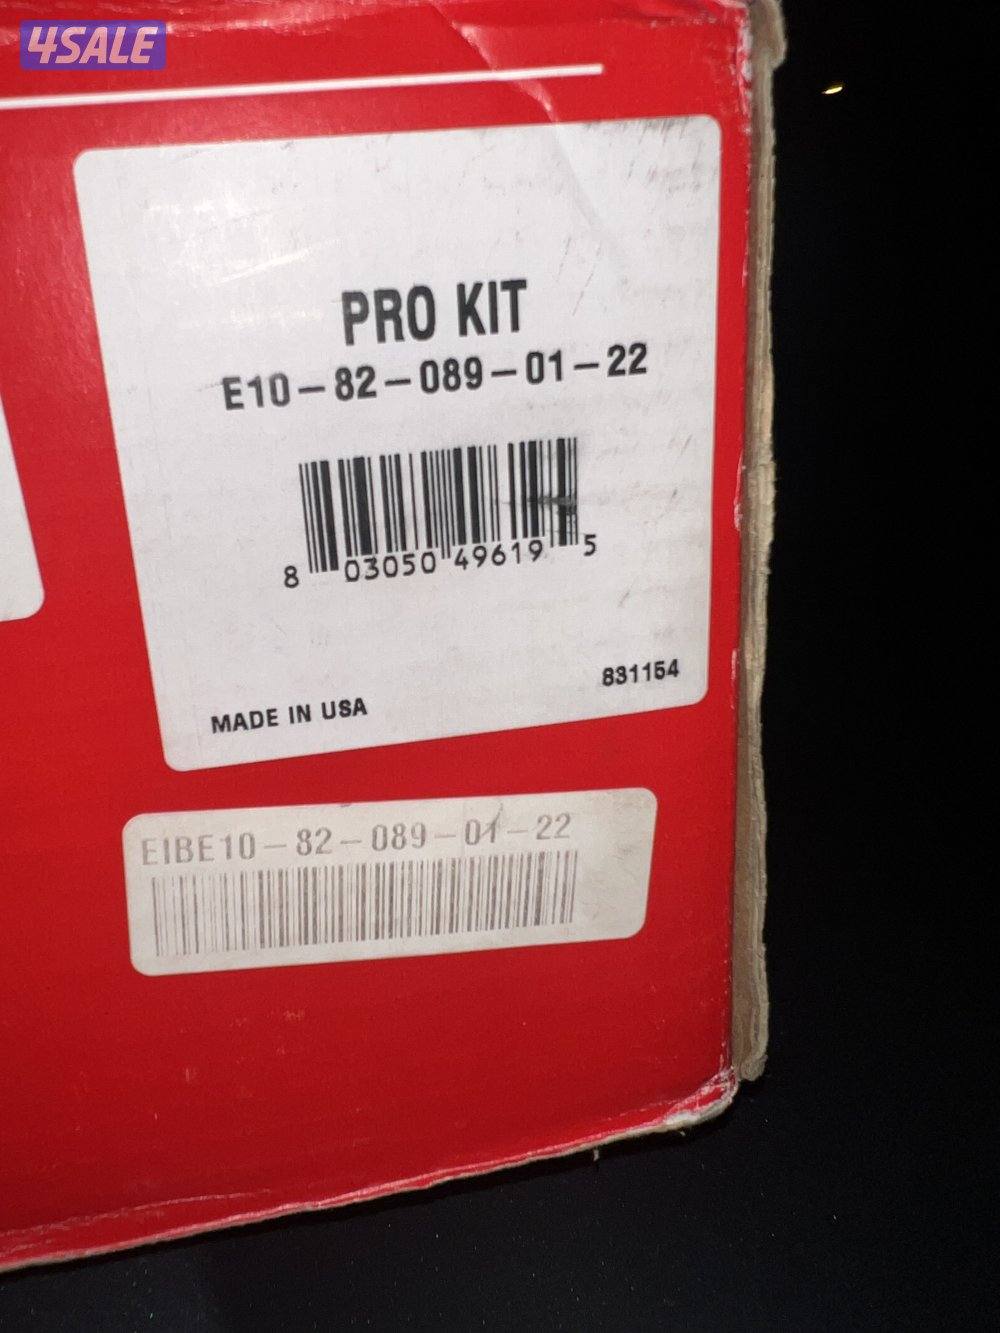 4SALE
PRO KIT
E10-82-089-01-22
8 03050 49619 5
831154
MADE IN USA
EIBE10-82-089-01-22